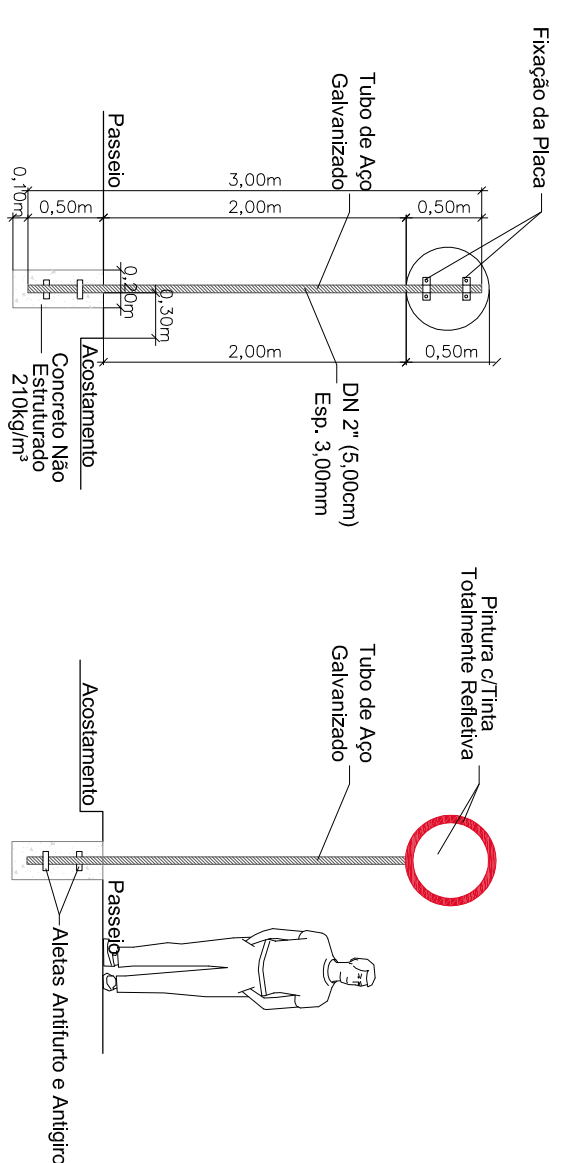 Fixação da Placa
Tubo de Aço
Galvanizado
Passeio
3,00m
0,10m
0,50m
2,00m
0,50m
0,20m
0,30m
2,00m
0,50m
Acostamento
Concreto Não
Estruturado
210kg/m³
DN 2" (5,00cm)
Esp. 3,00mm
Pintura c/Tinta
Totalmente Refletiva
Tubo de Aço
Galvanizado
Acostamento
Passeio
Aletas Antifurto e Antigiro